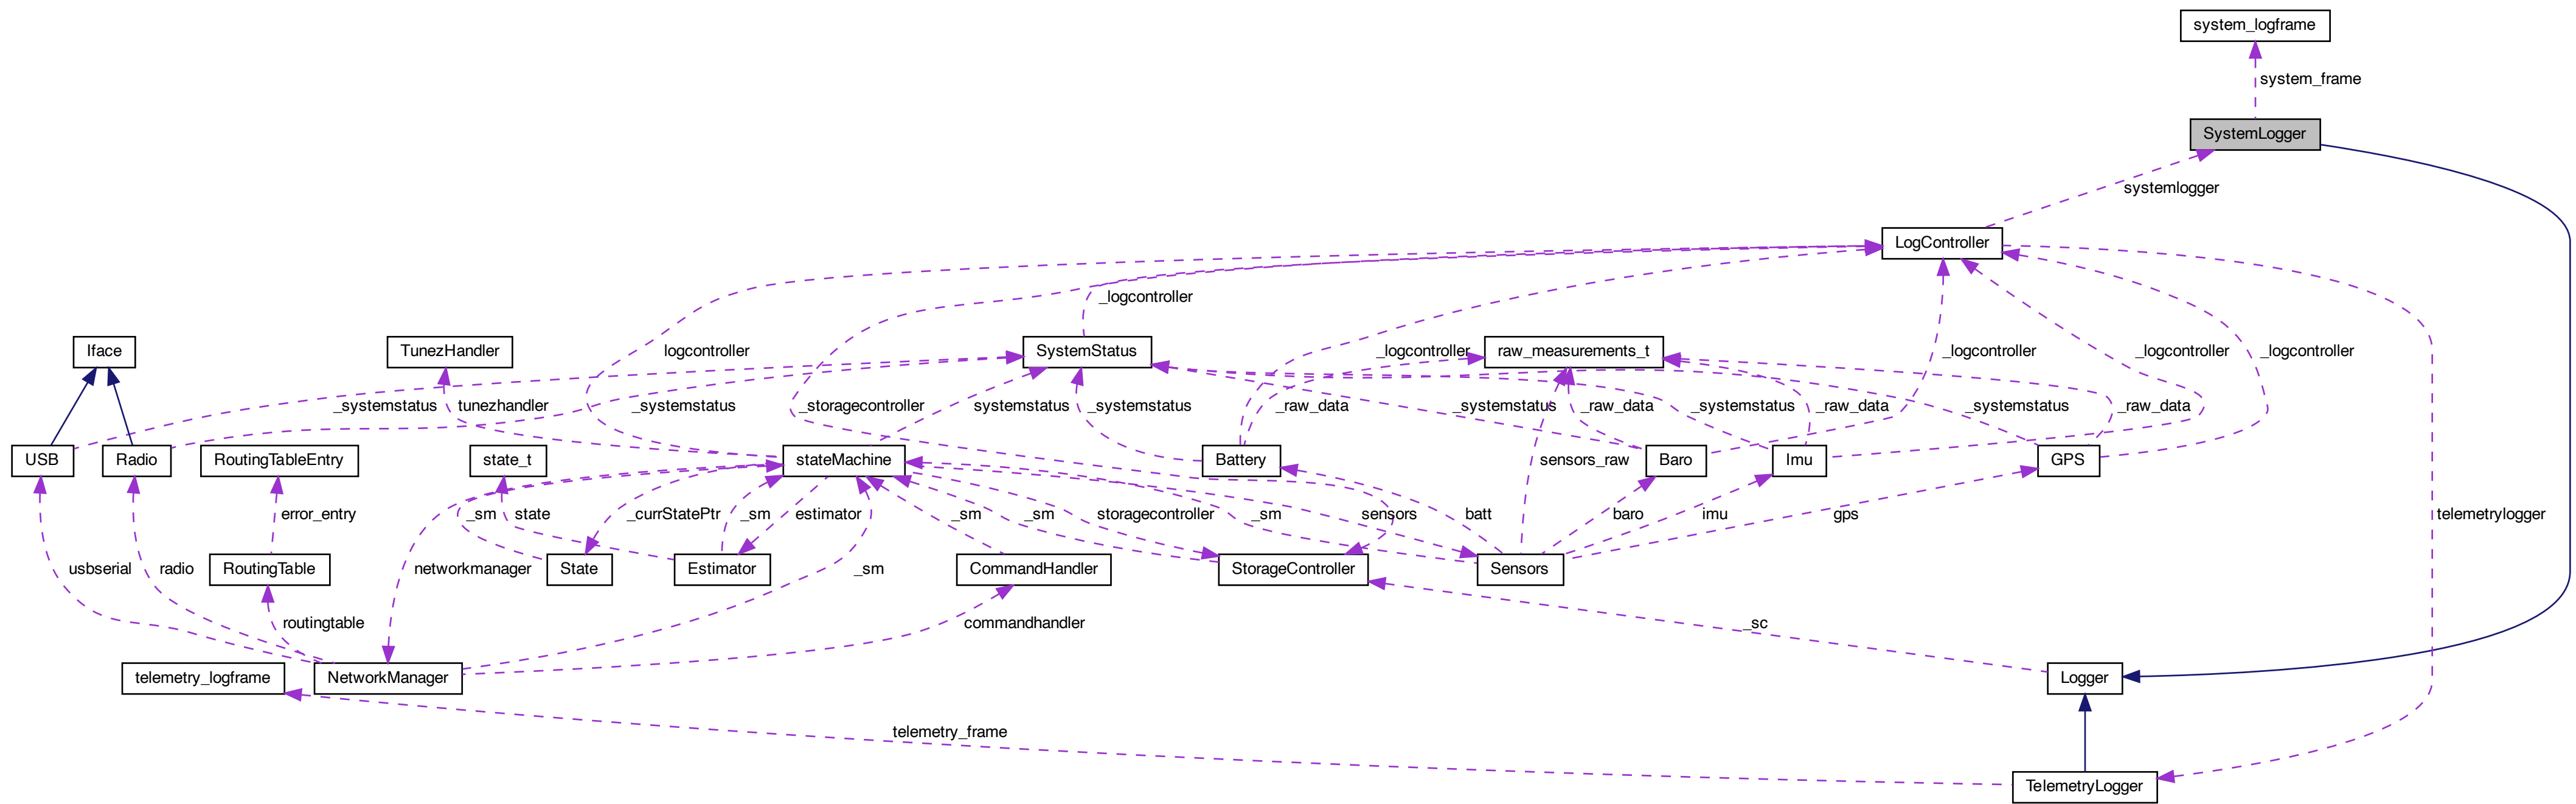 system_logframe
system_frame
SystemLogger
systemlogger
LogController
_logcontroller
Iface
TunezHandler
logcontroller
SystemStatus
_logcontroller
raw_measurements_t
_logcontroller
_logcontroller
_logcontroller
_systemstatus
tunezhandler
_systemstatus
_storagecontroller
systemstatus
_systemstatus
_raw_data
_systemstatus
_raw_data
_systemstatus
_raw_data
_systemstatus
_raw_data
USB
Radio
RoutingTableEntry
state_t
stateMachine
Battery
sensors_raw
Baro
Imu
GPS
error_entry
_sm
state
_currStatePtr
_sm
estimator
_sm
_sm
storagecontroller
_sm
sensors
batt
baro
imu
gps
telemetrylogger
usbserial
radio
RoutingTable
networkmanager
State
Estimator
_sm
CommandHandler
StorageController
Sensors
routingtable
commandhandler
_sc
telemetry_logframe
NetworkManager
Logger
telemetry_frame
TelemetryLogger